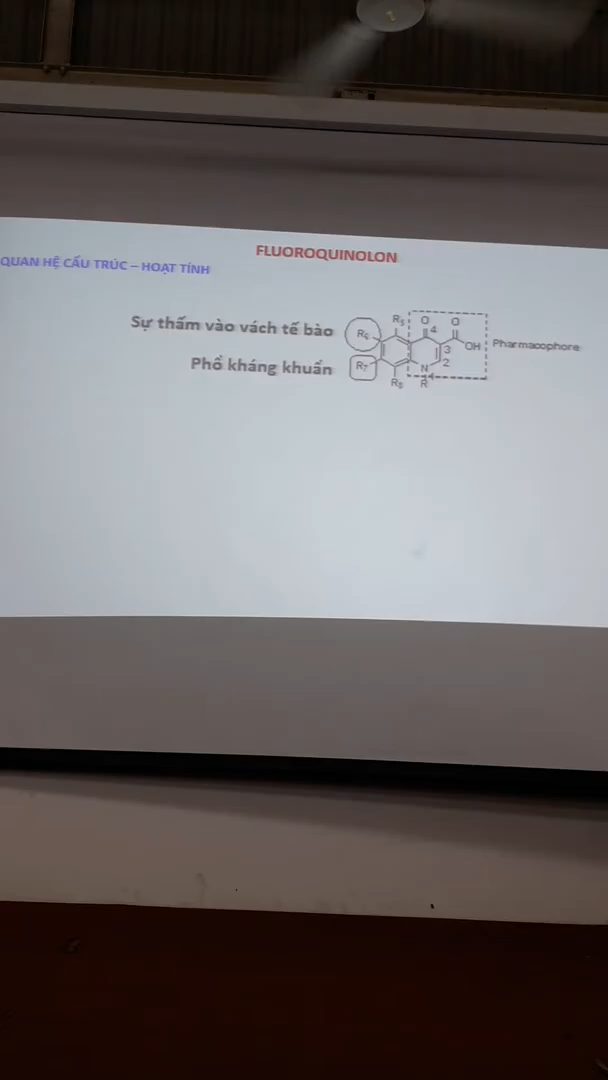 FLUOROQUINOLON
QUAN HỆ CẤU TRÚC – HOẠT TÍNH
Sự thấm vào vách tế bào
Phổ kháng khuẩn
R5 O O
R6 4
OH Pharmacophore
3
R7 N 2
R8 R